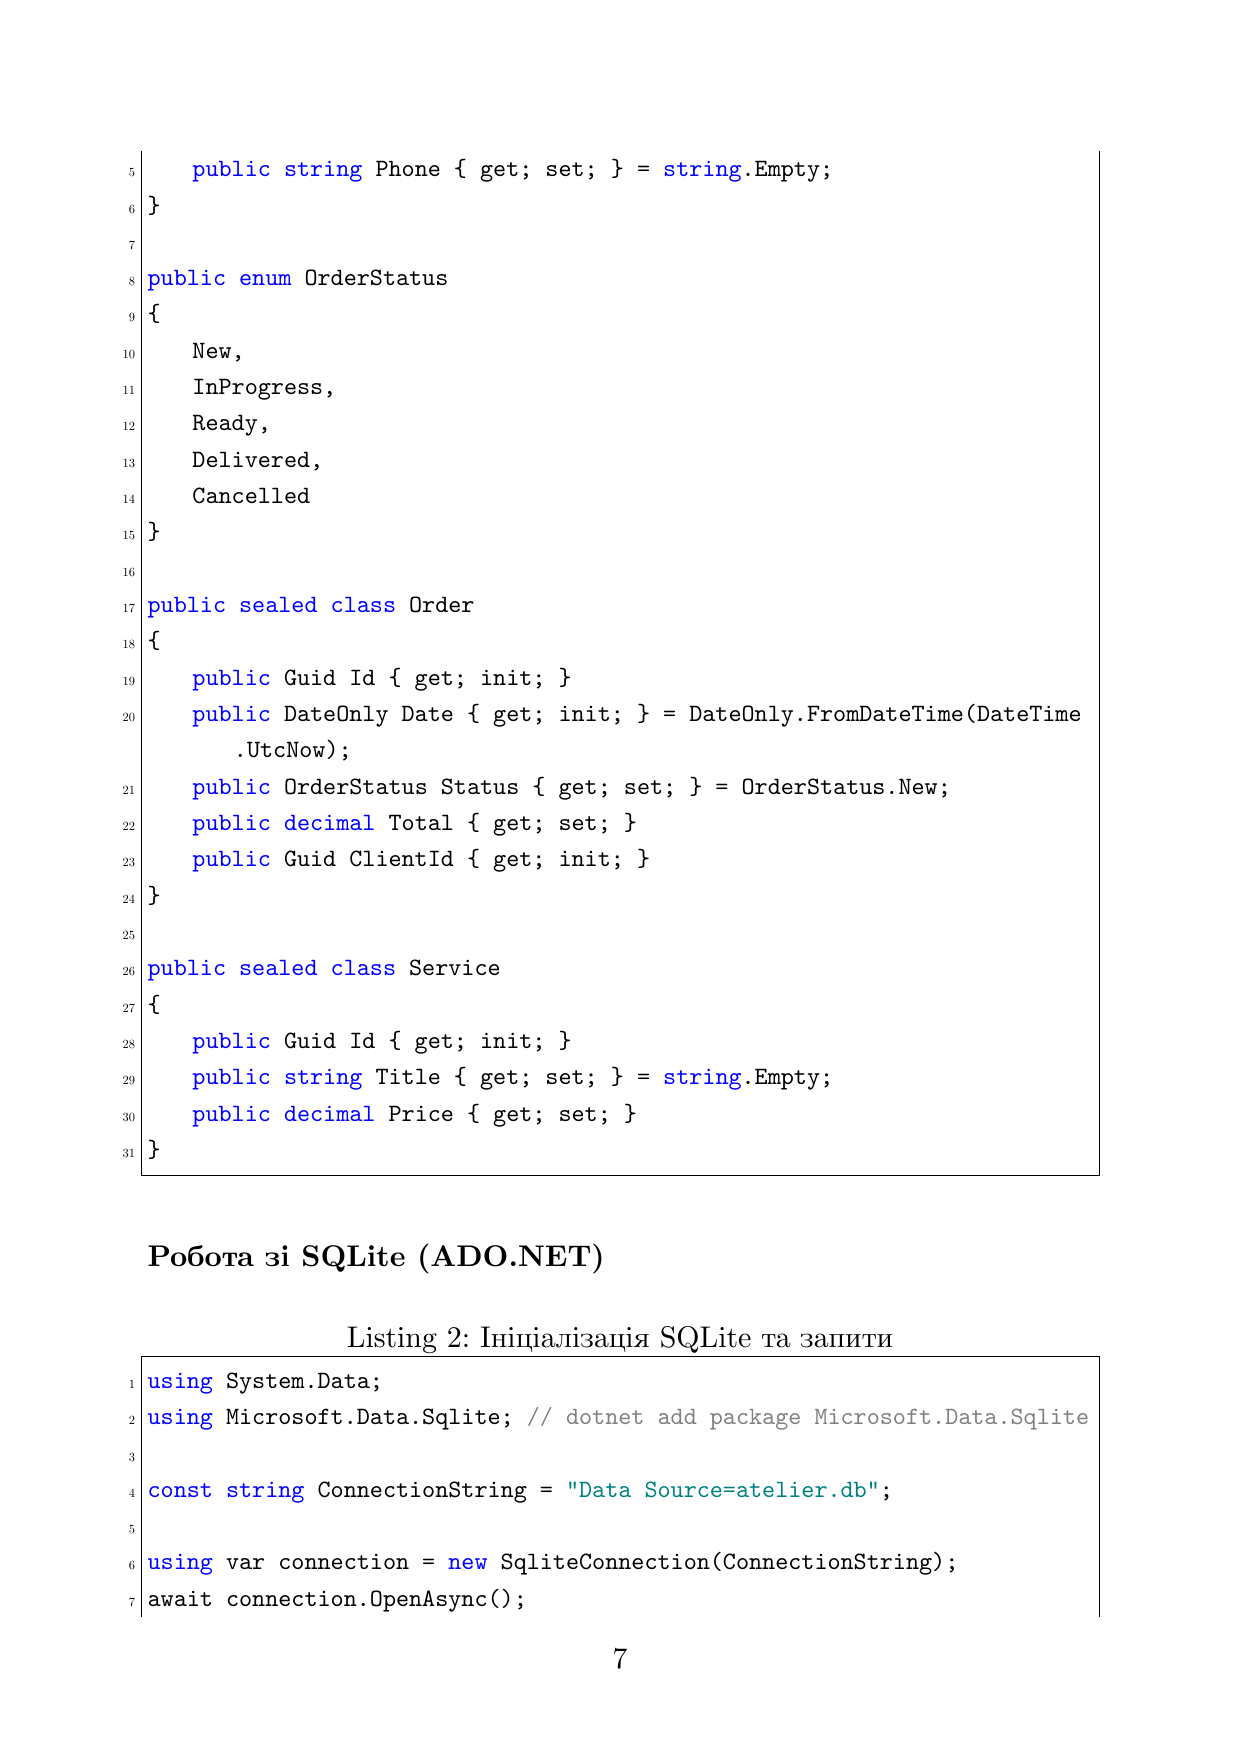 5 public string Phone { get; set; } = string.Empty;
6 }
7
8 public enum OrderStatus
9 {
10 New,
11 InProgress,
12 Ready,
13 Delivered,
14 Cancelled
15 }
16
17 public sealed class Order
18 {
19 public Guid Id { get; init; }
20 public DateOnly Date { get; init; } = DateOnly.FromDateTime(DateTime
.UtcNow);
21 public OrderStatus Status { get; set; } = OrderStatus.New;
22 public decimal Total { get; set; }
23 public Guid ClientId { get; init; }
24 }
25
26 public sealed class Service
27 {
28 public Guid Id { get; init; }
29 public string Title { get; set; } = string.Empty;
30 public decimal Price { get; set; }
31 }
Робота зі SQLite (ADO.NET)
Listing 2: Ініціалізація SQLite та запити
1 using System.Data;
2 using Microsoft.Data.Sqlite; // dotnet add package Microsoft.Data.Sqlite
3
4 const string ConnectionString = "Data Source=atelier.db";
5
6 using var connection = new SqliteConnection(ConnectionString);
7 await connection.OpenAsync();
7